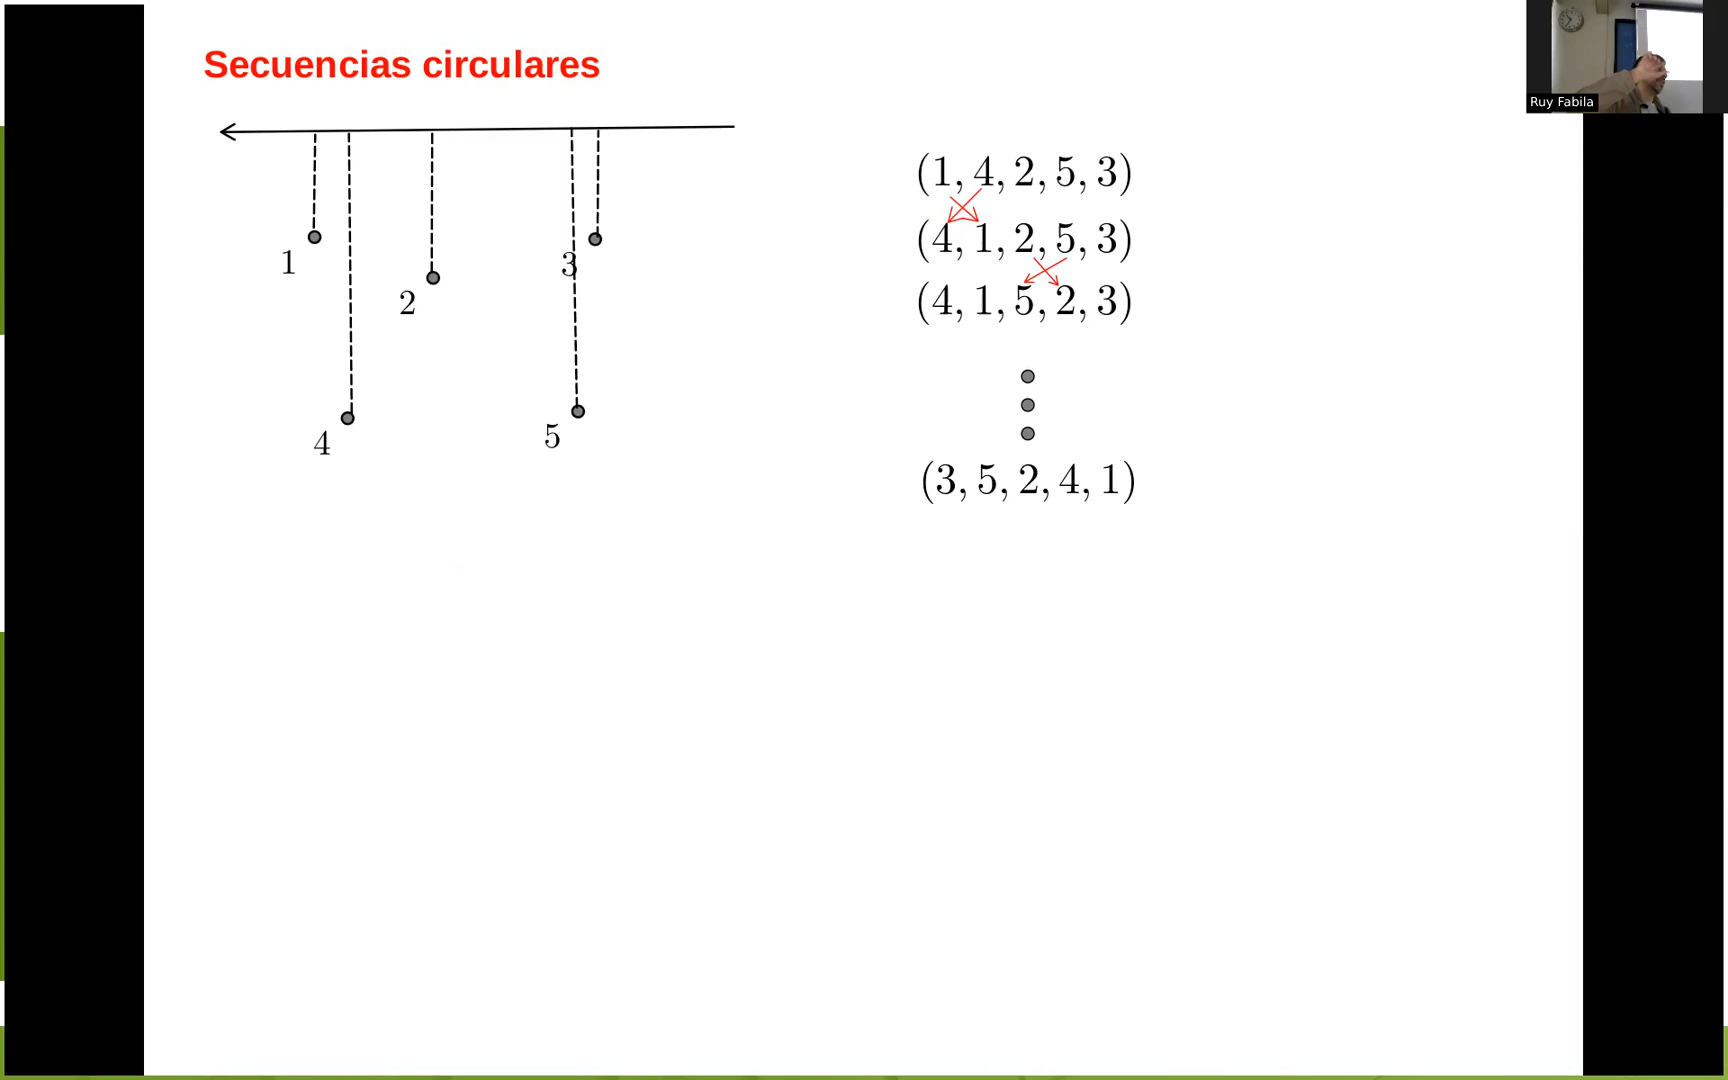 Secuencias circulares
Ruy Fabila
(1, 4, 2, 5, 3)
(4, 1, 2, 5, 3)
(4, 1, 5, 2, 3)
(3, 5, 2, 4, 1)
1
2
3
4
5